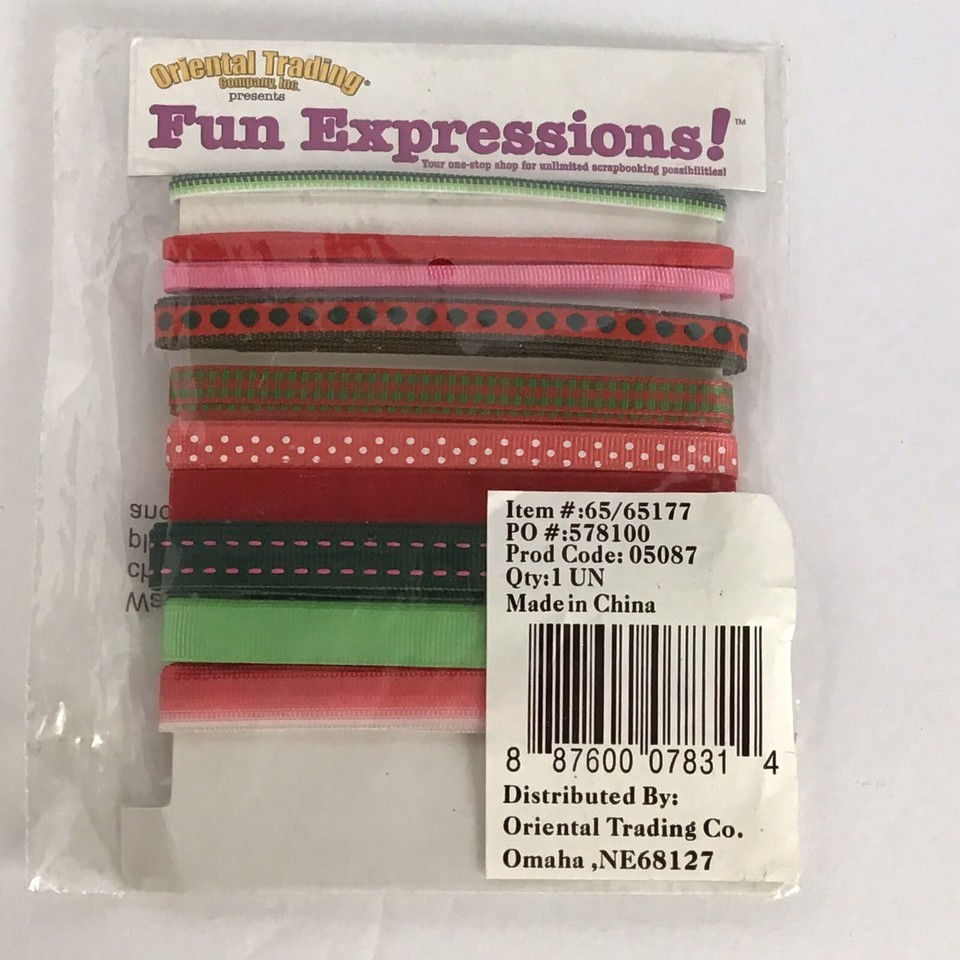 Oriental Trading®
Company, Inc.
presents
Fun Expressions!™
Your one-stop shop for unlimited scrapbooking possibilities!
Item #:65/65177
PO #:578100
Prod Code: 05087
Qty:1 UN
Made in China
8 87600 07831 4
Distributed By:
Oriental Trading Co.
Omaha ,NE68127